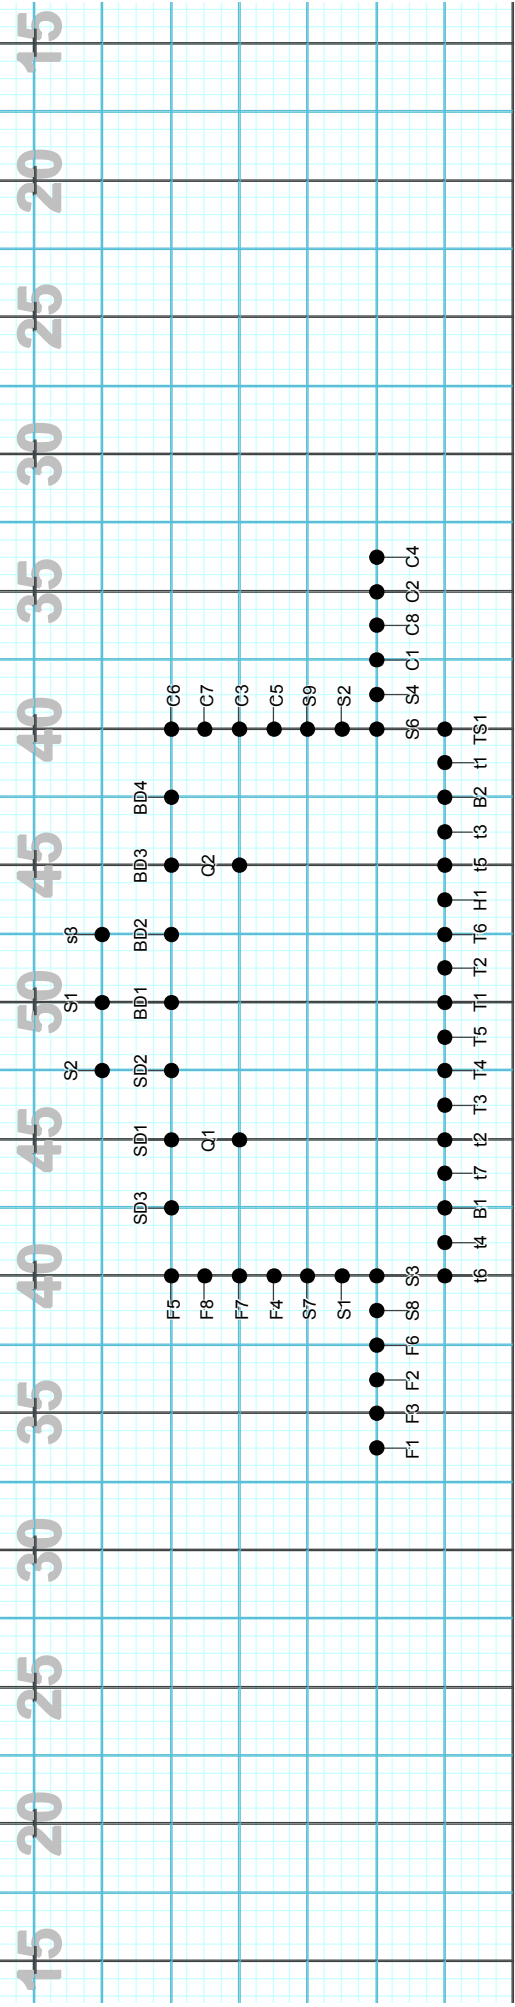 15 20 25 30 35 40 45 50 45 40 35 30 25 20 15
S2 S1 s3
SD3 SD1 SD2 BD1 BD2 BD3 BD4
F5 C6
F8 Q1 Q2 C7
F7 C3
F4 C5
S7 S9
S1 S2
F1 F3 F2 F6 S8 S3 S6 S4 C1 C8 C2 C4
t6 t4 B1 t7 t2 T3 T4 T5 T1 T2 T6 H1 t5 t3 B2 t1 TS1